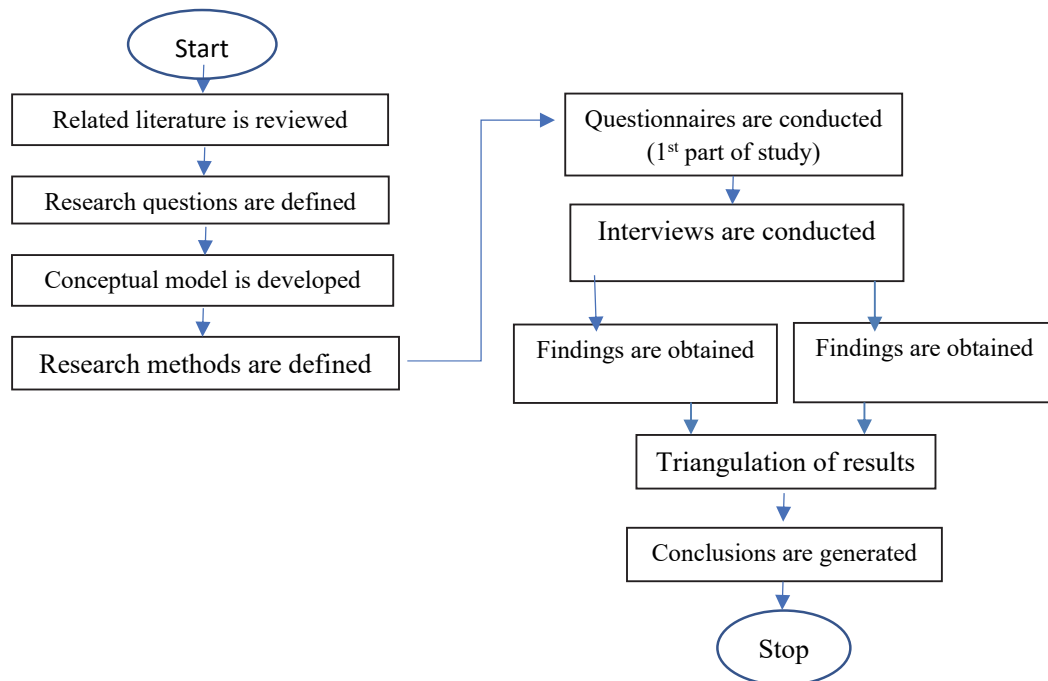 Start
Related literature is reviewed
Research questions are defined
Conceptual model is developed
Research methods are defined
Questionnaires are conducted
(1st part of study)
Interviews are conducted
Findings are obtained
Findings are obtained
Triangulation of results
Conclusions are generated
Stop